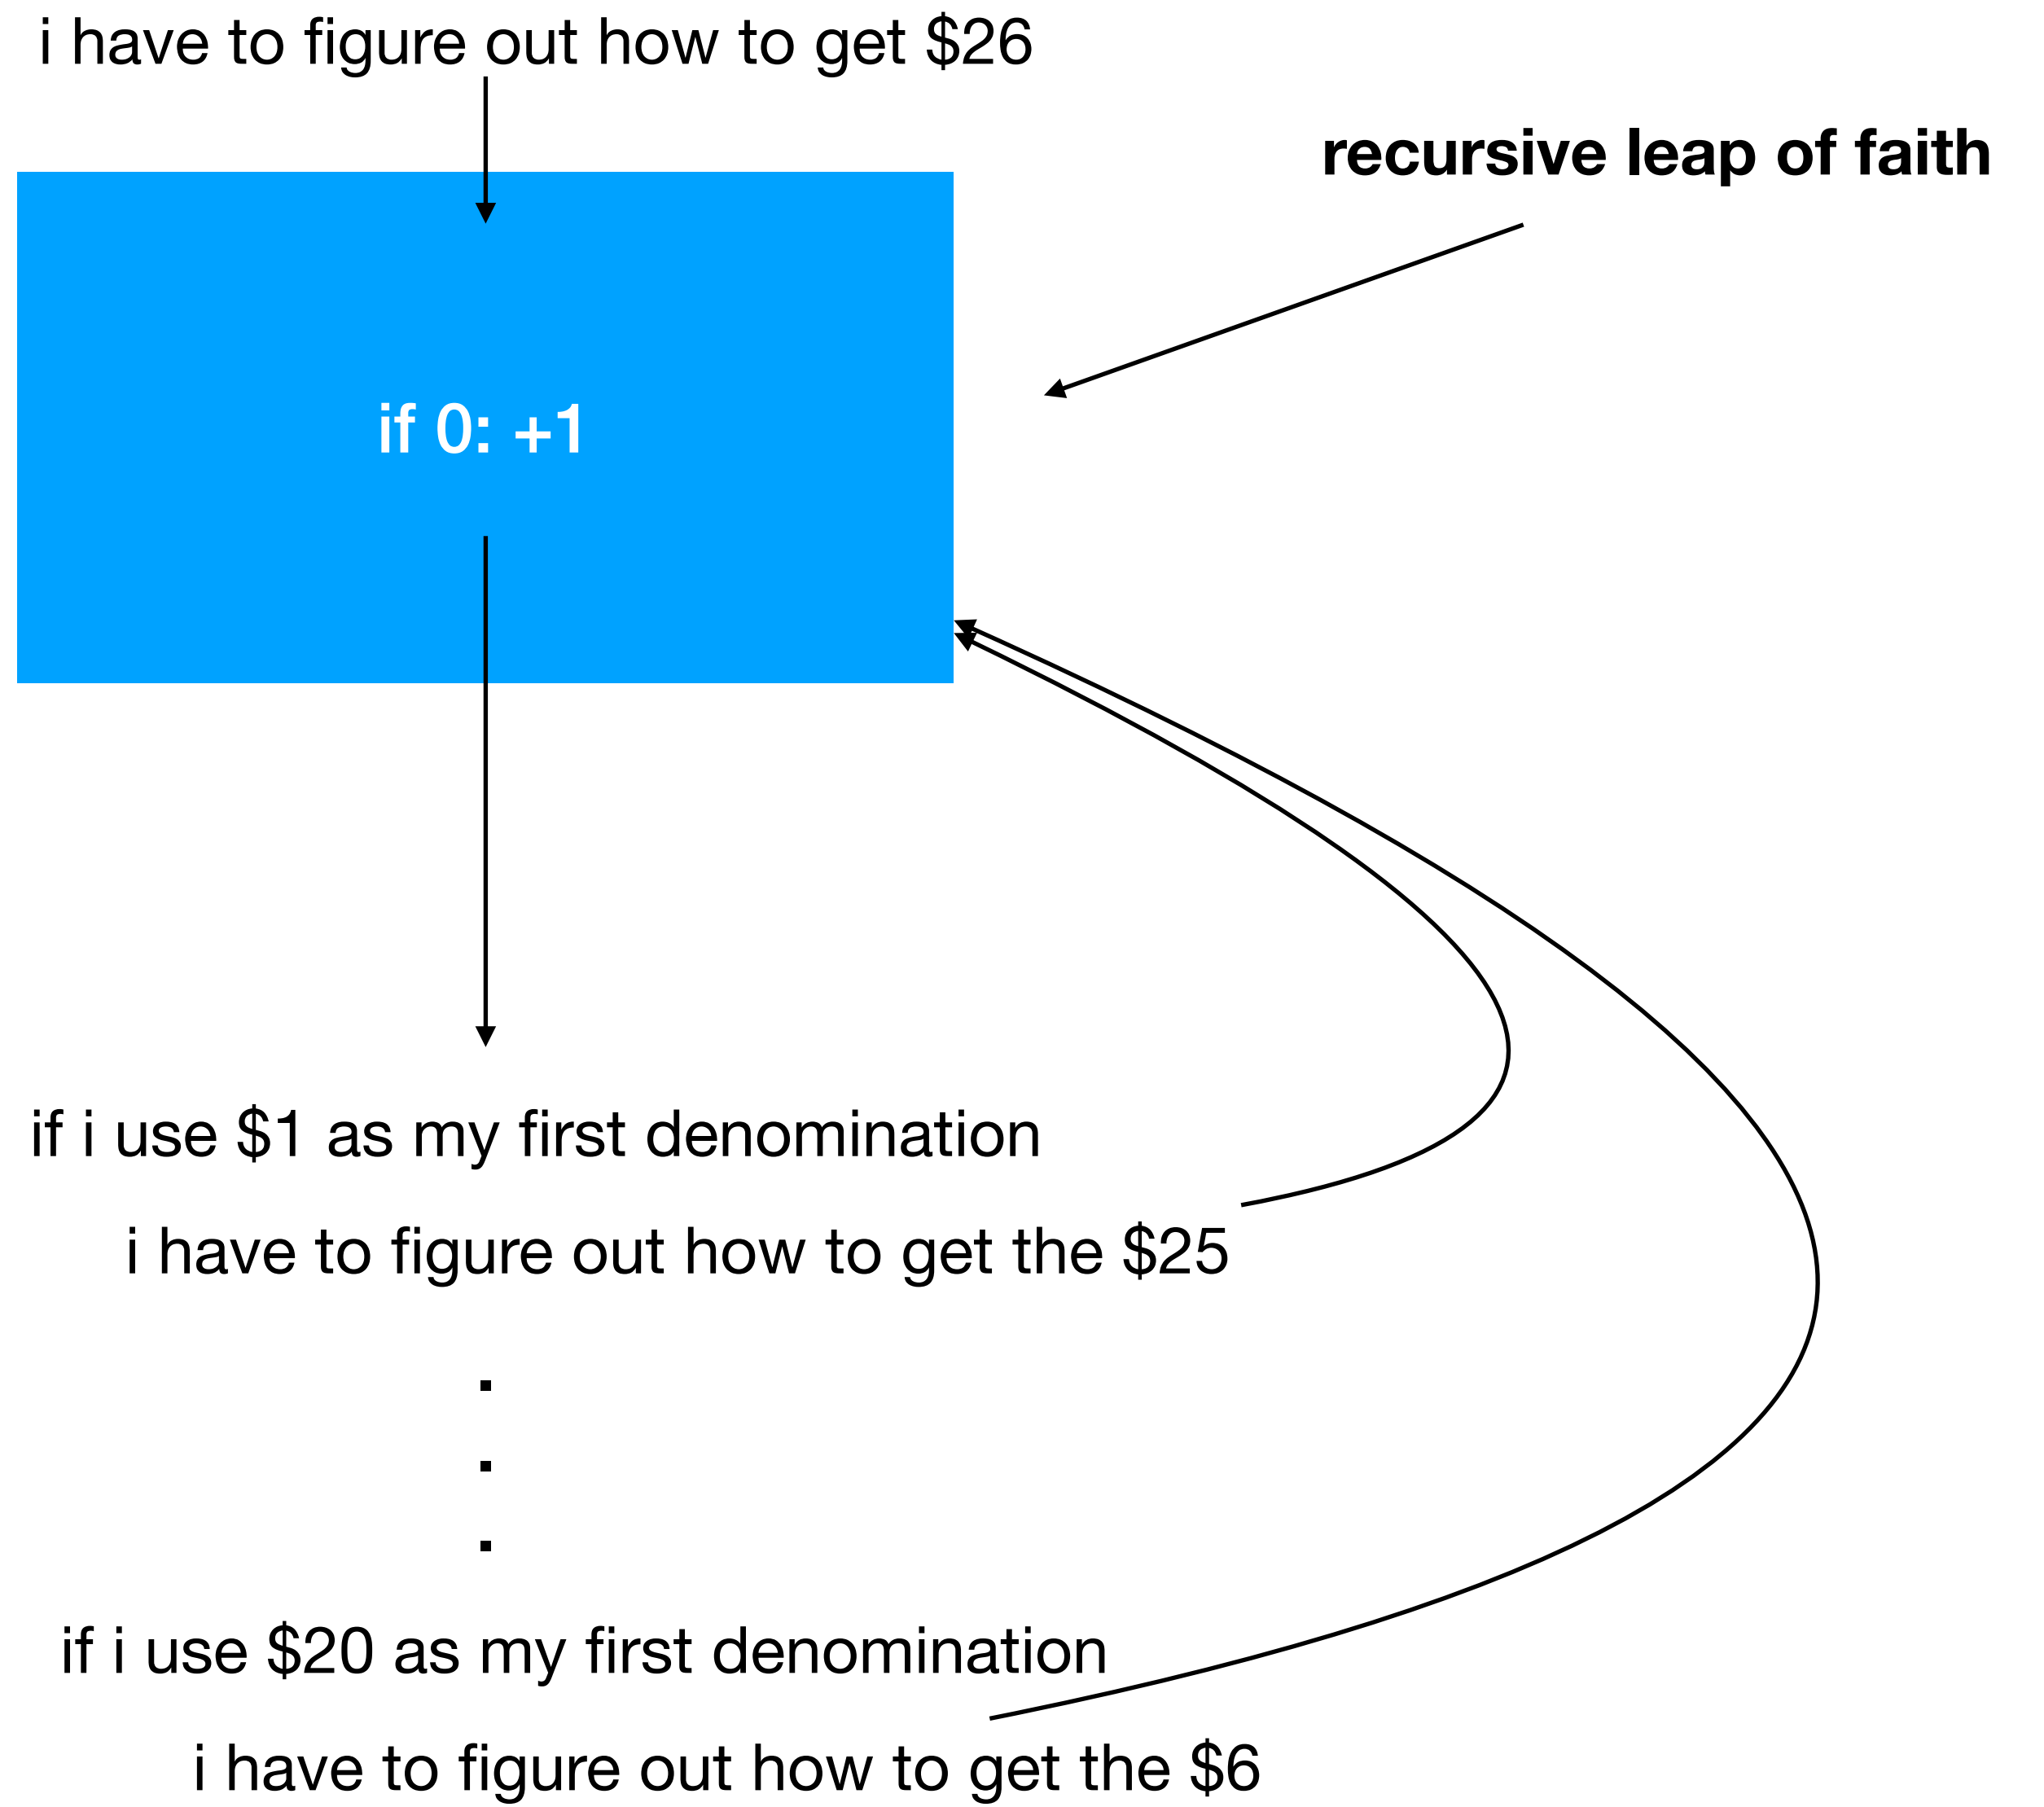 i have to figure out how to get $26
recursive leap of faith
if 0: +1
if i use $1 as my first denomination
i have to figure out how to get the $25
.
.
.
if i use $20 as my first denomination
i have to figure out how to get the $6